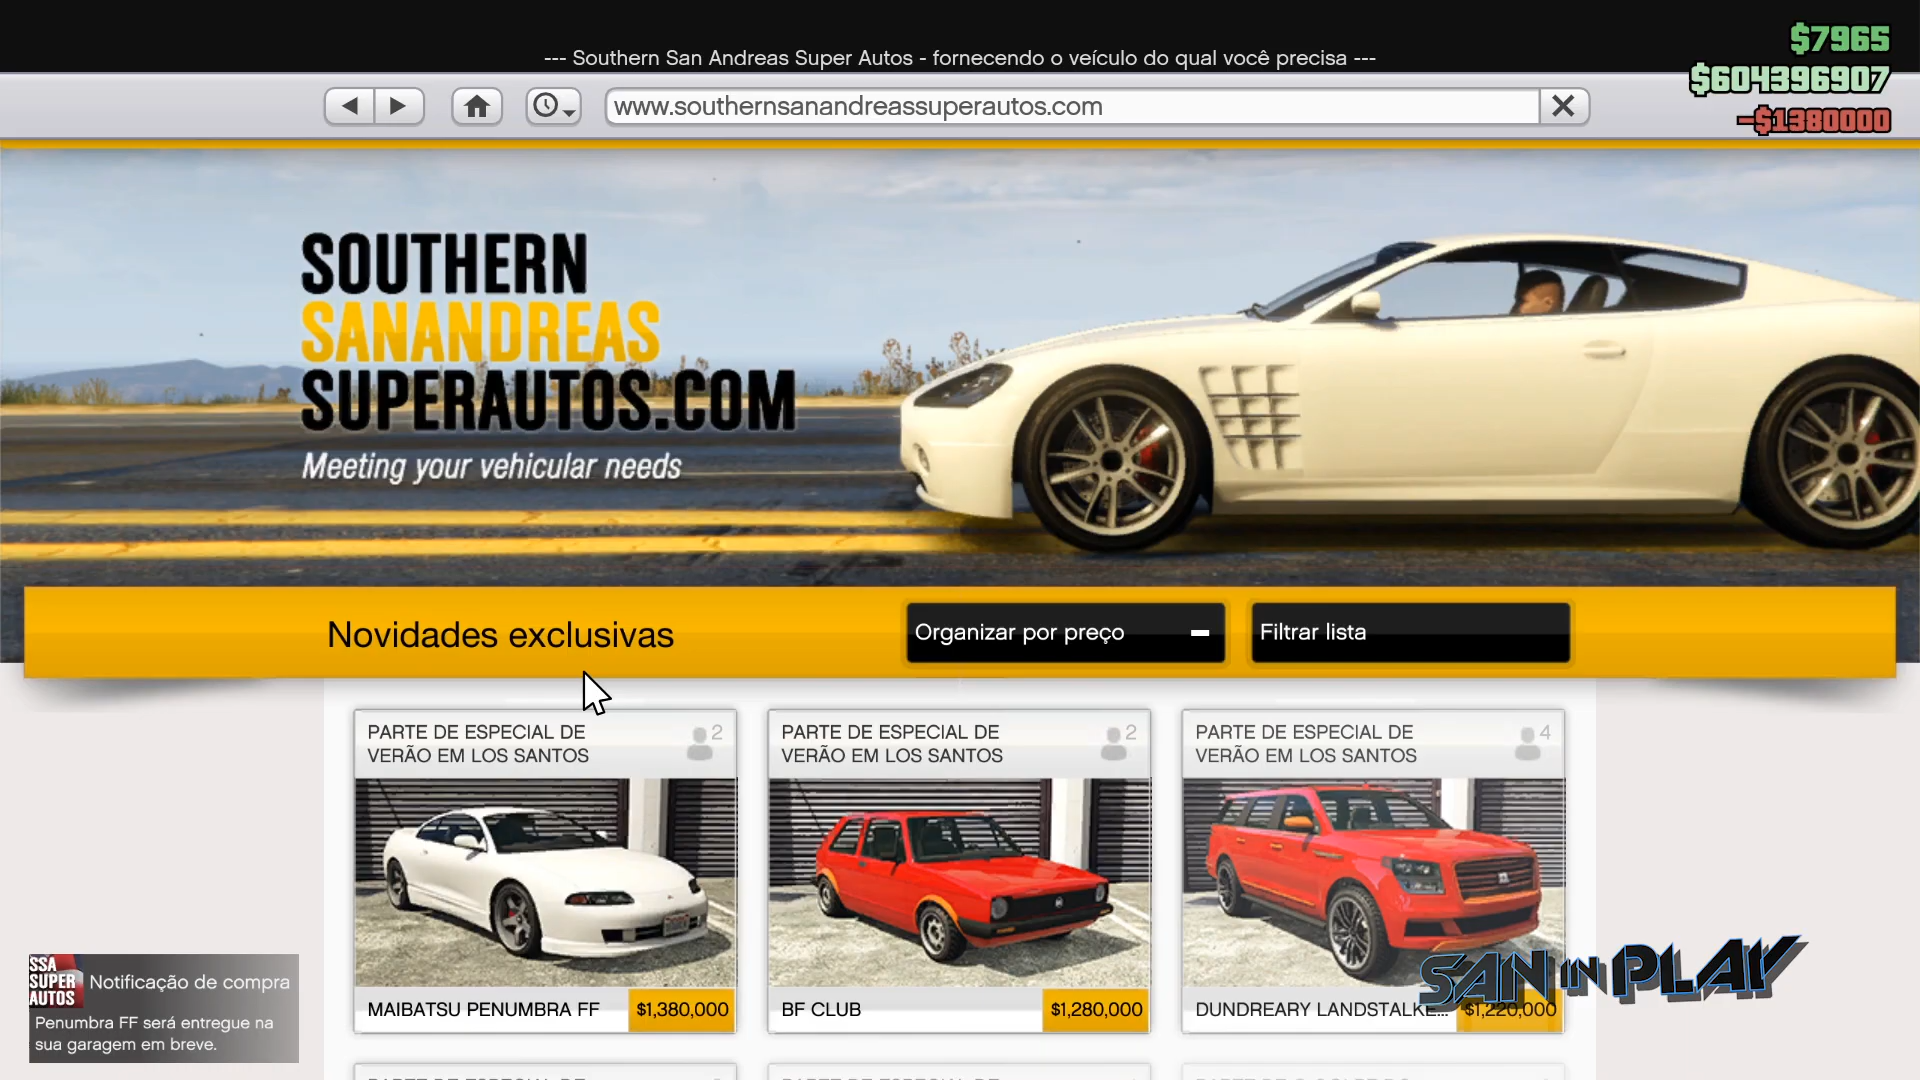 --- Southern San Andreas Super Autos - fornecendo o veículo do qual você precisa ---
$7965
$604396907
-$1380000
www.southernsanandreassuperautos.com
SOUTHERN
SANANDREAS
SUPERAUTOS.COM
Meeting your vehicular needs
Novidades exclusivas
Organizar por preço
Filtrar lista
PARTE DE ESPECIAL DE
VERÃO EM LOS SANTOS
2
PARTE DE ESPECIAL DE
VERÃO EM LOS SANTOS
2
PARTE DE ESPECIAL DE
VERÃO EM LOS SANTOS
4
MAIBATSU PENUMBRA FF
$1,380,000
BF CLUB
$1,280,000
DUNDREARY LANDSTALKE...
$1,220,000
SAN IN PLAY
SSA
SUPER
AUTOS
Notificação de compra
Penumbra FF será entregue na
sua garagem em breve.